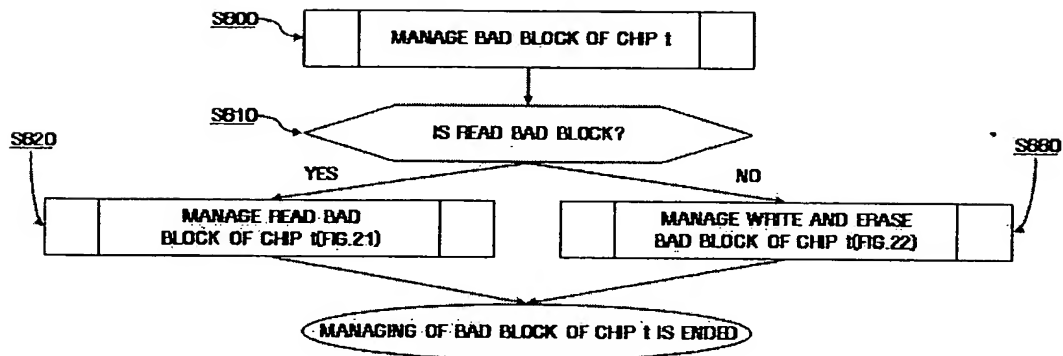 S800
MANAGE BAD BLOCK OF CHIP t
S810
IS READ BAD BLOCK?
S820
S860
YES
NO
MANAGE READ BAD
BLOCK OF CHIP t(FIG.21)
MANAGE WRITE AND ERASE
BAD BLOCK OF CHIP t(FIG.22)
MANAGING OF BAD BLOCK OF CHIP t IS ENDED